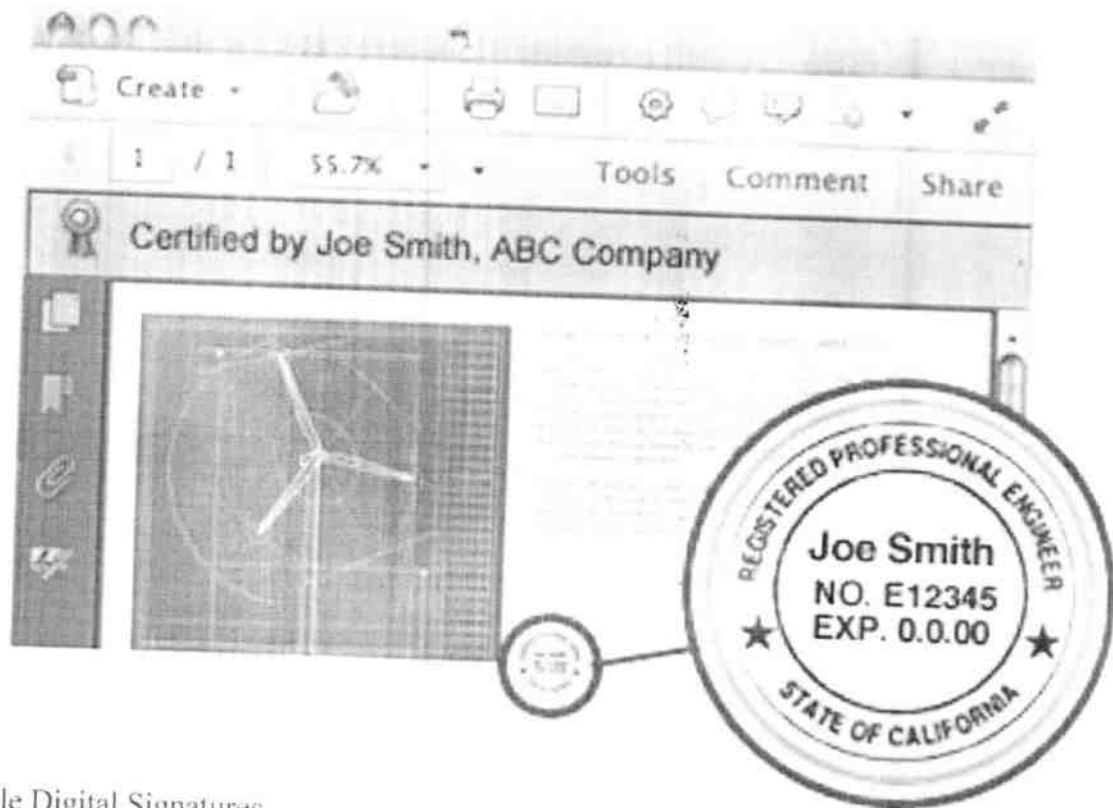 Create
1 / 1
55.7%
Tools
Comment
Share
Certified by Joe Smith, ABC Company
REGISTERED PROFESSIONAL ENGINEER
Joe Smith
NO. E12345
EXP. 0.0.00
STATE OF CALIFORNIA
le Digital Signatures